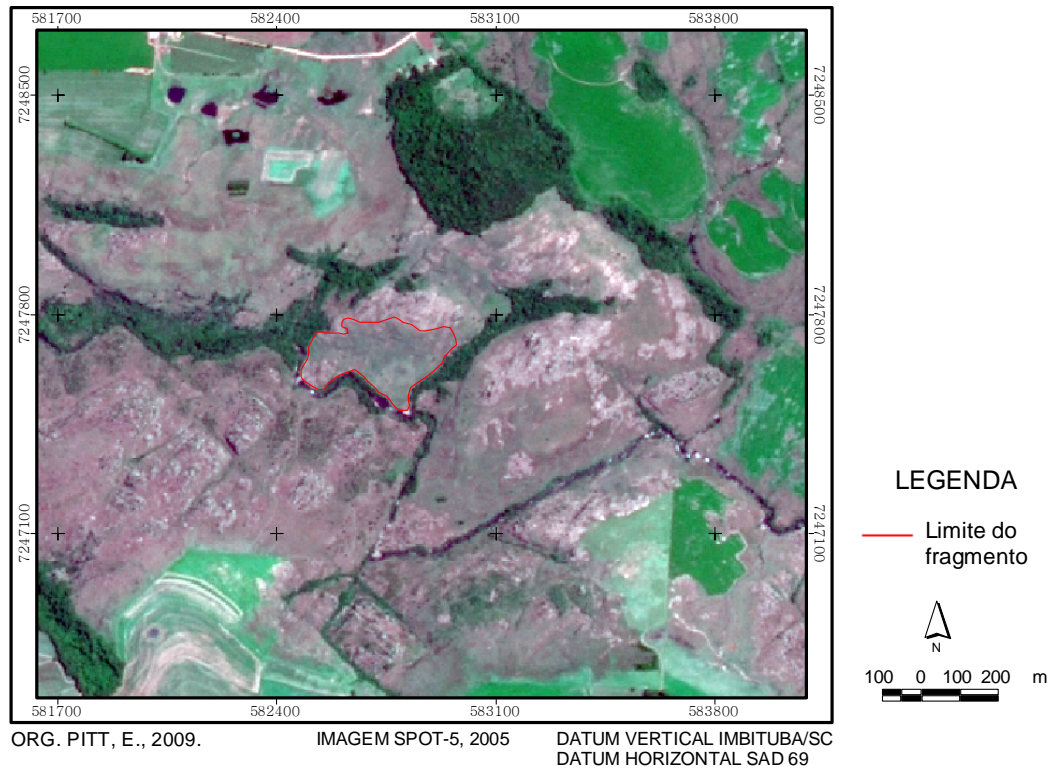 581700 582400 583100 583800
7248500 7248500
7247800 7247800
7247100 7247100
581700 582400 583100 583800
LEGENDA
Limite do
fragmento
N
100 0 100 200 m
ORG. PITT, E., 2009. IMAGEM SPOT-5, 2005 DATUM VERTICAL IMBITUBA/SC
DATUM HORIZONTAL SAD 69